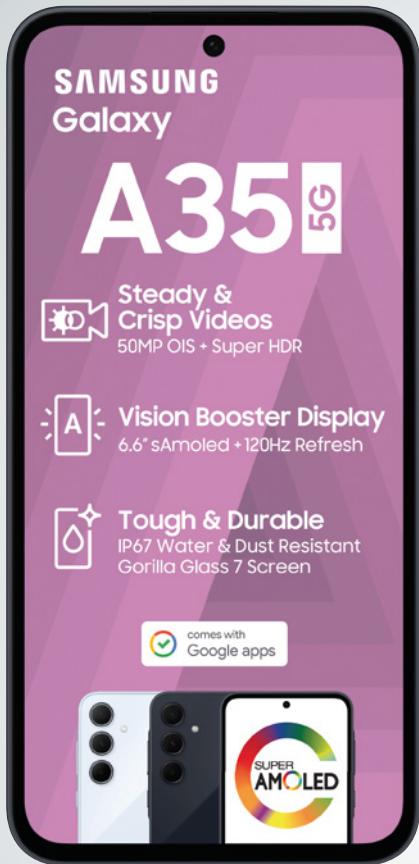 SAMSUNG
Galaxy
A35 5G
Steady &
Crisp Videos
50MP OIS + Super HDR
A
Vision Booster Display
6.6" sAmoled + 120Hz Refresh
Tough & Durable
IP67 Water & Dust Resistant
Gorilla Glass 7 Screen
comes with
Google apps
SUPER
AMOLED